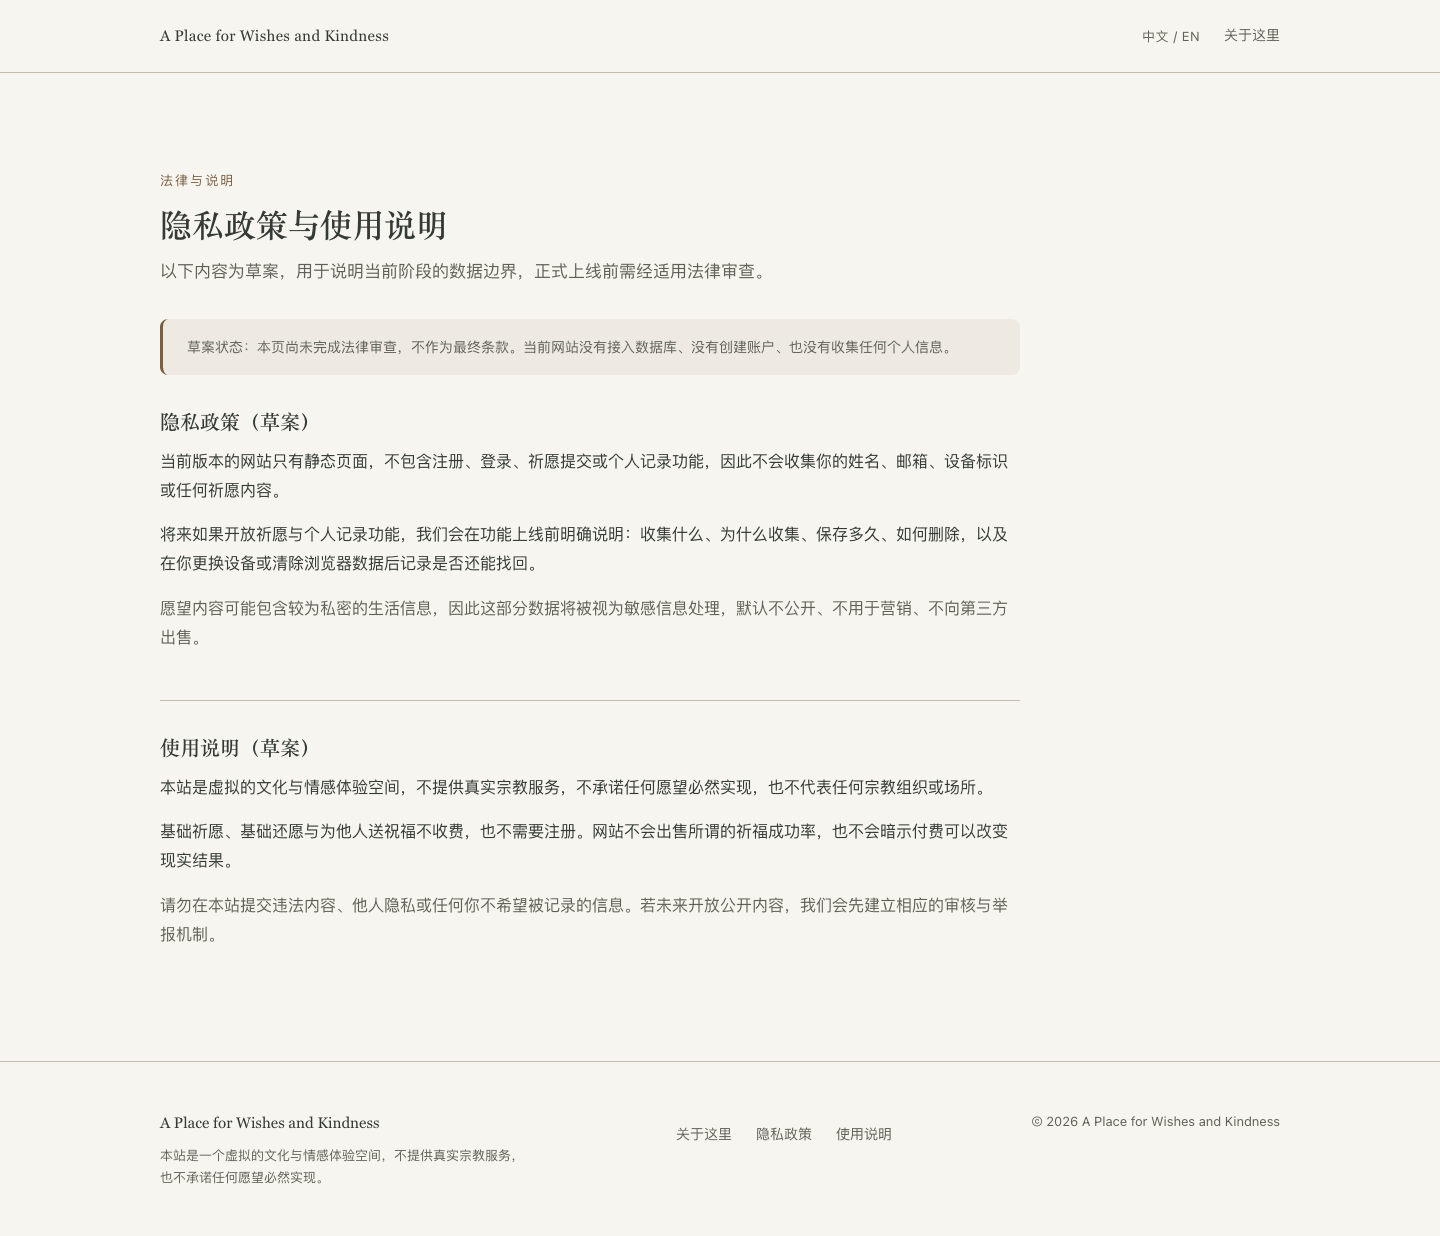 A Place for Wishes and Kindness
中文 / EN
关于这里
法律与说明
隐私政策与使用说明
以下内容为草案，用于说明当前阶段的数据边界，正式上线前需经适用法律审查。
草案状态：本页尚未完成法律审查，不作为最终条款。当前网站没有接入数据库、没有创建账户、也没有收集任何个人信息。
隐私政策（草案）
当前版本的网站只有静态页面，不包含注册、登录、祈愿提交或个人记录功能，因此不会收集你的姓名、邮箱、设备标识
或任何祈愿内容。
将来如果开放祈愿与个人记录功能，我们会在功能上线前明确说明：收集什么、为什么收集、保存多久、如何删除，以及
在你更换设备或清除浏览器数据后记录是否还能找回。
愿望内容可能包含较为私密的生活信息，因此这部分数据将被视为敏感信息处理，默认不公开、不用于营销、不向第三方
出售。
使用说明（草案）
本站是虚拟的文化与情感体验空间，不提供真实宗教服务，不承诺任何愿望必然实现，也不代表任何宗教组织或场所。
基础祈愿、基础还愿与为他人送祝福不收费，也不需要注册。网站不会出售所谓的祈福成功率，也不会暗示付费可以改变
现实结果。
请勿在本站提交违法内容、他人隐私或任何你不希望被记录的信息。若未来开放公开内容，我们会先建立相应的审核与举
报机制。
A Place for Wishes and Kindness
本站是一个虚拟的文化与情感体验空间，不提供真实宗教服务，
也不承诺任何愿望必然实现。
关于这里
隐私政策
使用说明
© 2026 A Place for Wishes and Kindness